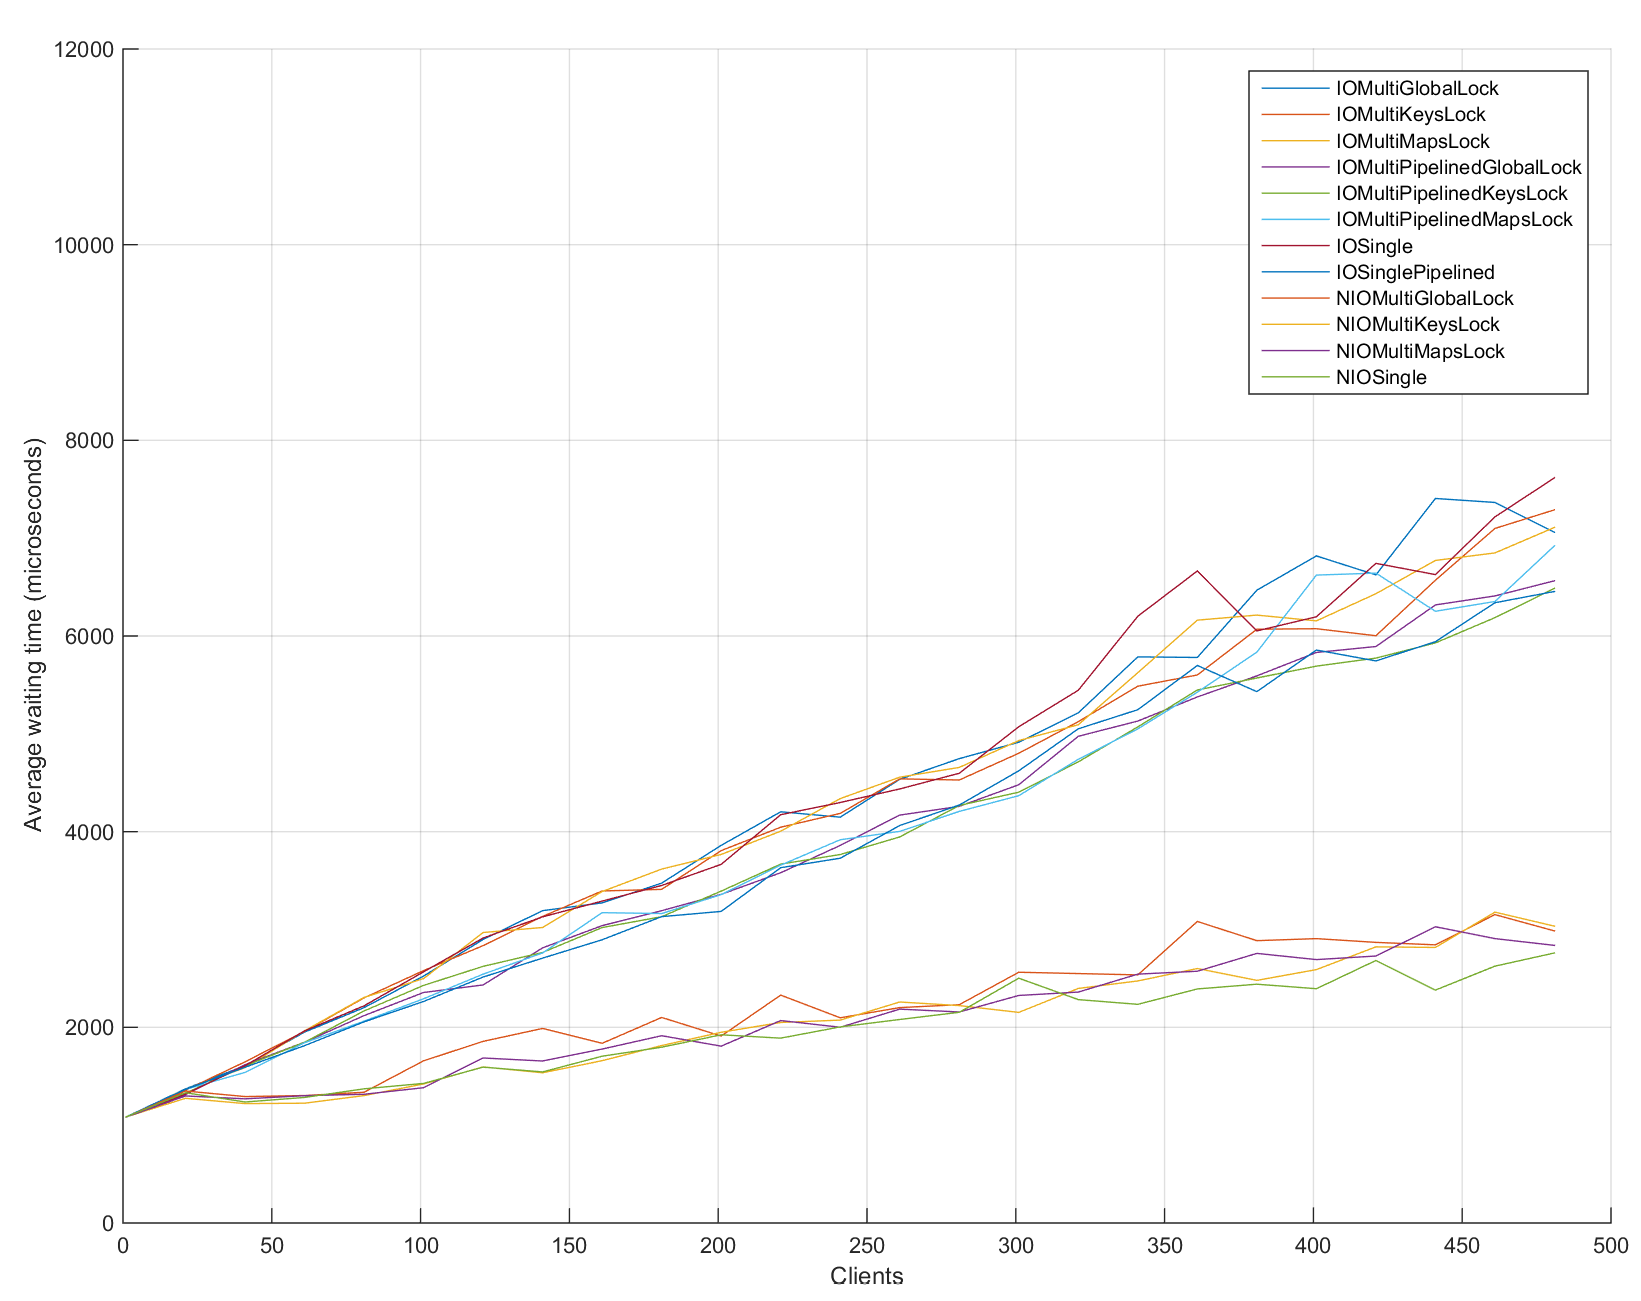 12000
10000
8000
6000
4000
2000
0
Average waiting time (microseconds)
IOMultiGlobalLock
IOMultiKeysLock
IOMultiMapsLock
IOMultiPipelinedGlobalLock
IOMultiPipelinedKeysLock
IOMultiPipelinedMapsLock
IOSingle
IOSinglePipelined
NIOMultiGlobalLock
NIOMultiKeysLock
NIOMultiMapsLock
NIOSingle
0 50 100 150 200 250 300 350 400 450 500
Clients